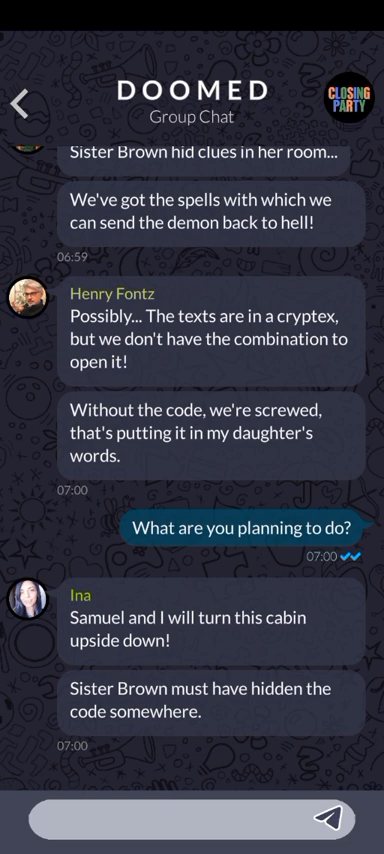 DOOMED
Group Chat
CLOSING
PARTY
Sister Brown hid clues in her room...
We've got the spells with which we
can send the demon back to hell!
06:59
Henry Fontz
Possibly... The texts are in a cryptex,
but we don't have the combination to
open it!
Without the code, we're screwed,
that's putting it in my daughter's
words.
07:00
What are you planning to do?
07:00
Ina
Samuel and I will turn this cabin
upside down!
Sister Brown must have hidden the
code somewhere.
07:00